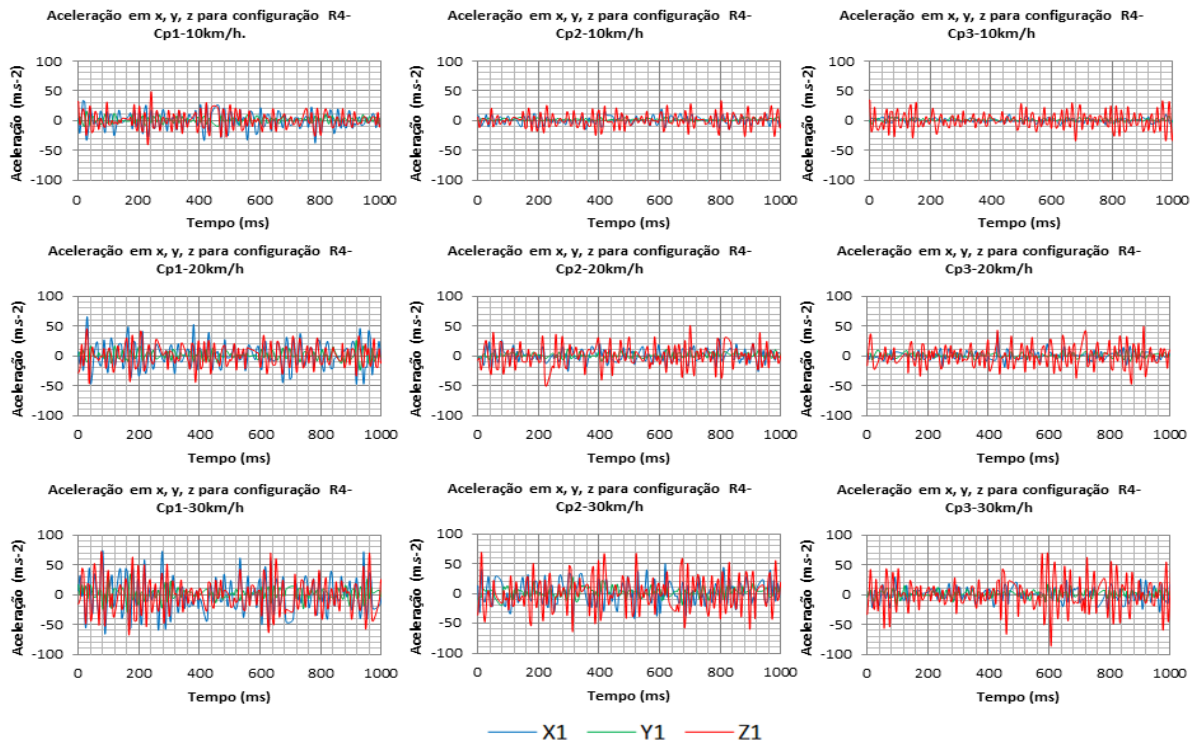 Aceleração em x, y, z para configuração R4-
Cp1-10km/h.
Aceleração (m.s-2)
100
50
0
-50
-100
0 200 400 600 800 1000
Tempo (ms)
Aceleração em x, y, z para configuração R4-
Cp2-10km/h
Aceleração (m.s-2)
100
50
0
-50
-100
0 200 400 600 800 1000
Tempo (ms)
Aceleração em x, y, z para configuração R4-
Cp3-10km/h
Aceleração (m.s-2)
100
50
0
-50
-100
0 200 400 600 800 1000
Tempo (ms)
Aceleração em x, y, z para configuração R4-
Cp1-20km/h
Aceleração (m.s-2)
100
50
0
-50
-100
0 200 400 600 800 1000
Tempo (ms)
Aceleração em x, y, z para configuração R4-
Cp2-20km/h
Aceleração (m.s-2)
100
50
0
-50
-100
0 200 400 600 800 1000
Tempo (ms)
Aceleração em x, y, z para configuração R4-
Cp3-20km/h
Aceleração (m.s-2)
100
50
0
-50
-100
0 200 400 600 800 1000
Tempo (ms)
Aceleração em x, y, z para configuração R4-
Cp1-30km/h
Aceleração (m.s-2)
100
50
0
-50
-100
0 200 400 600 800 1000
Tempo (ms)
Aceleração em x, y, z para configuração R4-
Cp2-30km/h
Aceleração (m.s-2)
100
50
0
-50
-100
0 200 400 600 800 1000
Tempo (ms)
Aceleração em x, y, z para configuração R4-
Cp3-30km/h
Aceleração (m.s-2)
100
50
0
-50
-100
0 200 400 600 800 1000
Tempo (ms)
X1 Y1 Z1